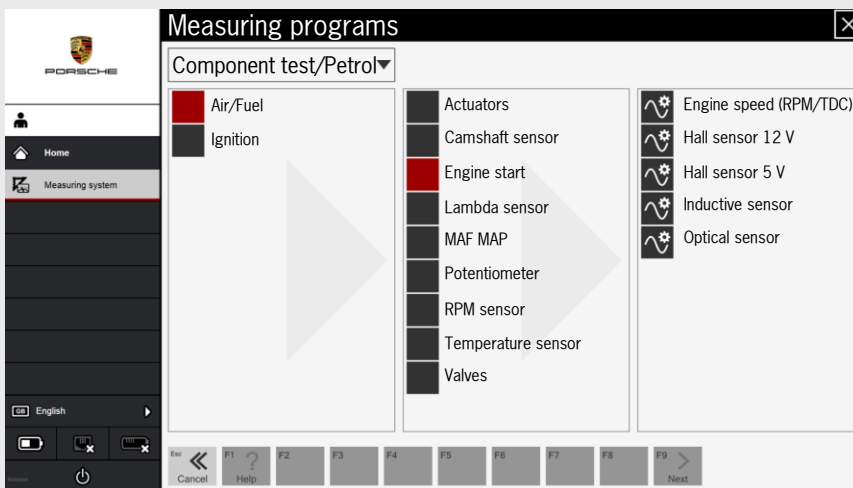 Measuring programs
PORSCHE
Component test/Petrol
Home
Measuring system
English
GB
Air/Fuel
Ignition
Actuators
Camshaft sensor
Engine start
Lambda sensor
MAF MAP
Potentiometer
RPM sensor
Temperature sensor
Valves
Engine speed (RPM/TDC)
Hall sensor 12 V
Hall sensor 5 V
Inductive sensor
Optical sensor
Esc
Cancel
F1
Help
F2
F3
F4
F5
F6
F7
F8
F9
Next